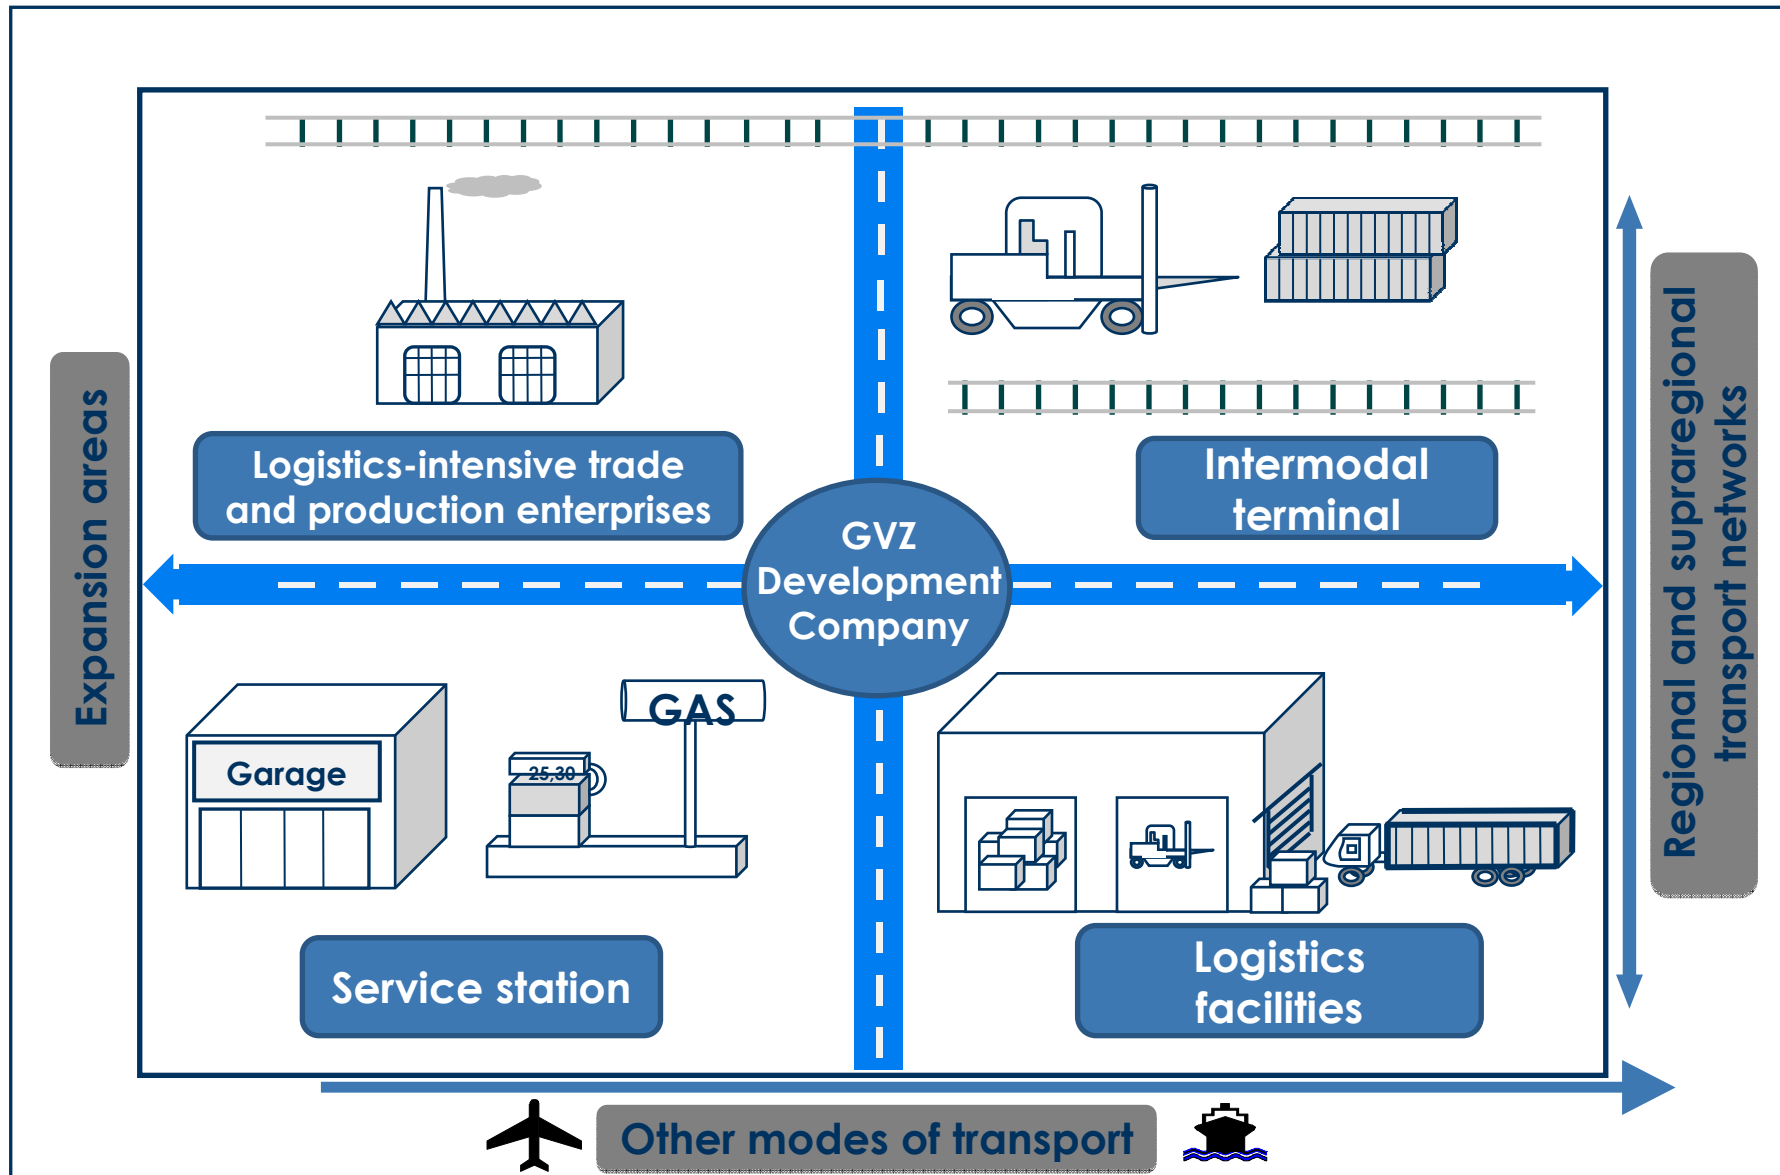 Logistics-intensive trade
and production enterprises
Intermodal
terminal
GVZ
Development
Company
Expansion areas
Regional and supraregional
transport networks
GAS
Garage
25,30
Service station
Logistics
facilities
Other modes of transport